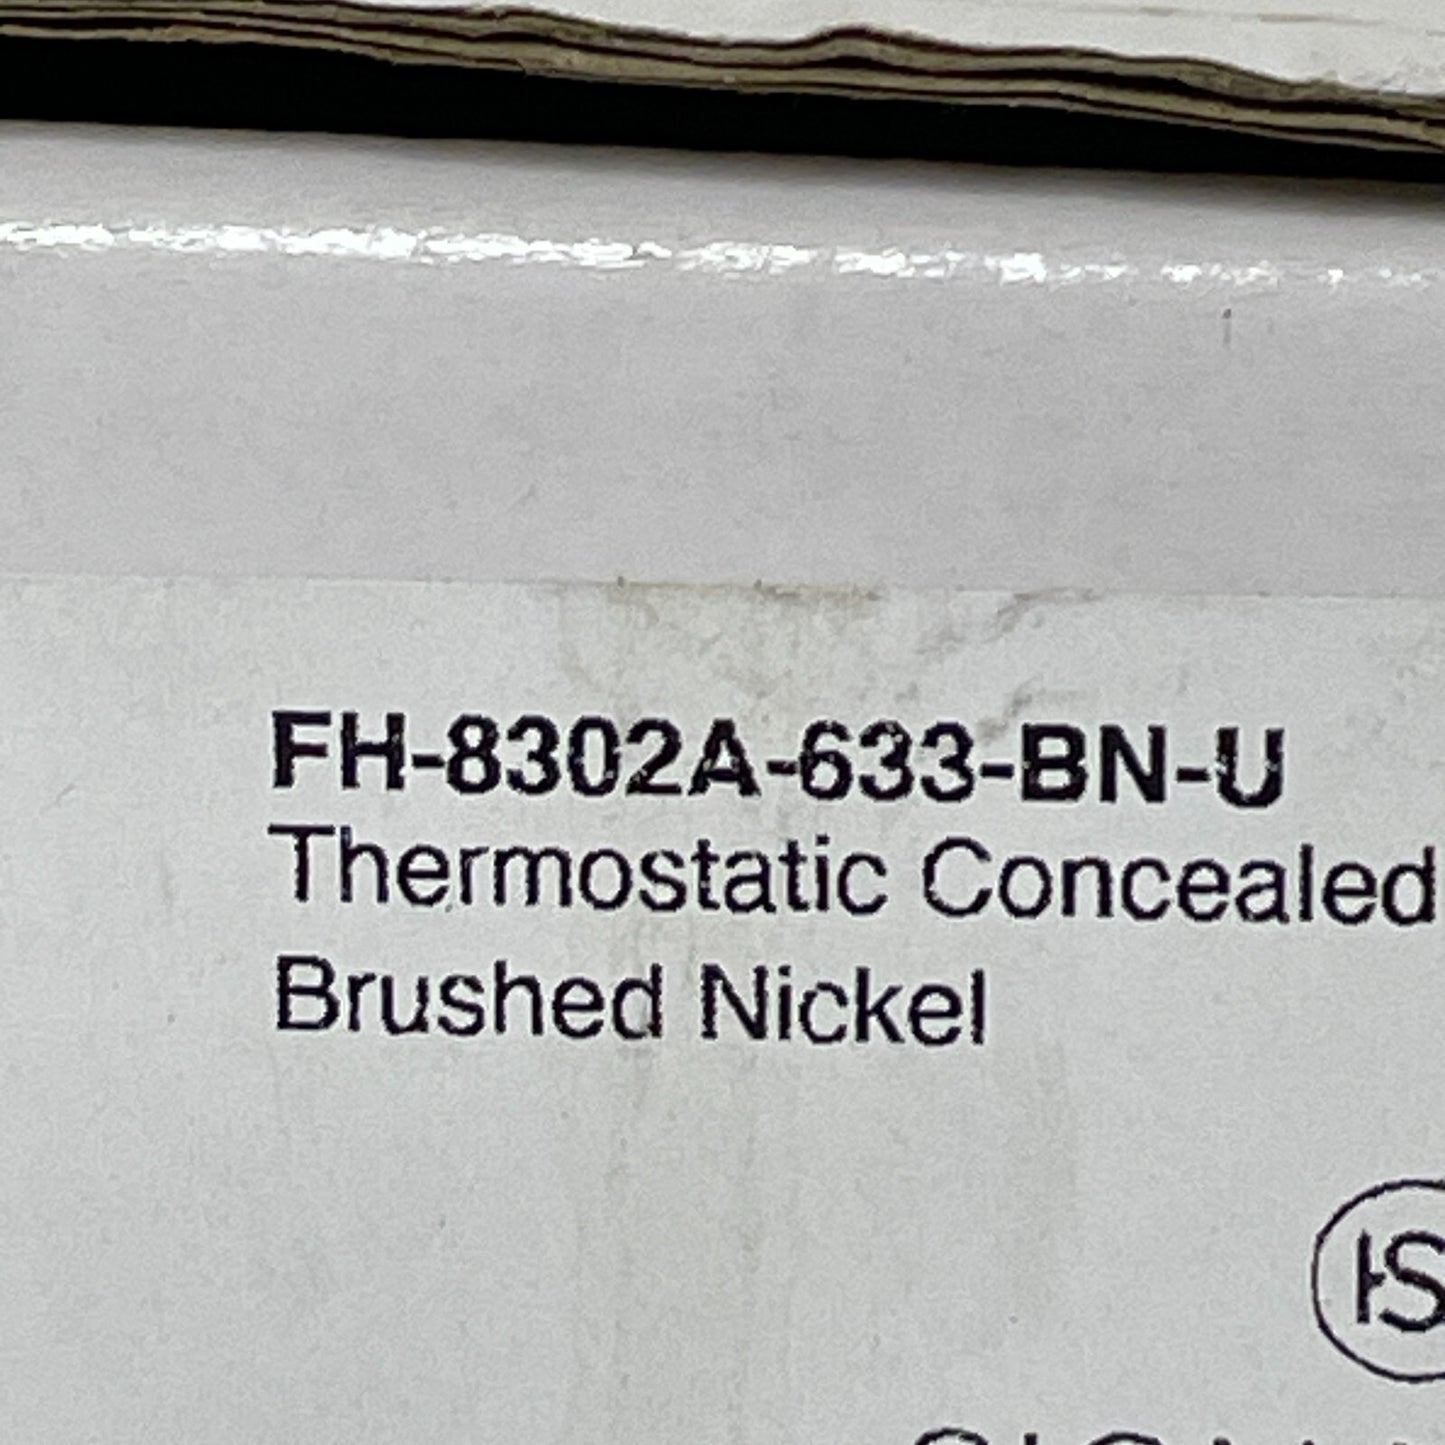 FH-8302A-633-BN-U
Thermostatic Concealed
Brushed Nickel